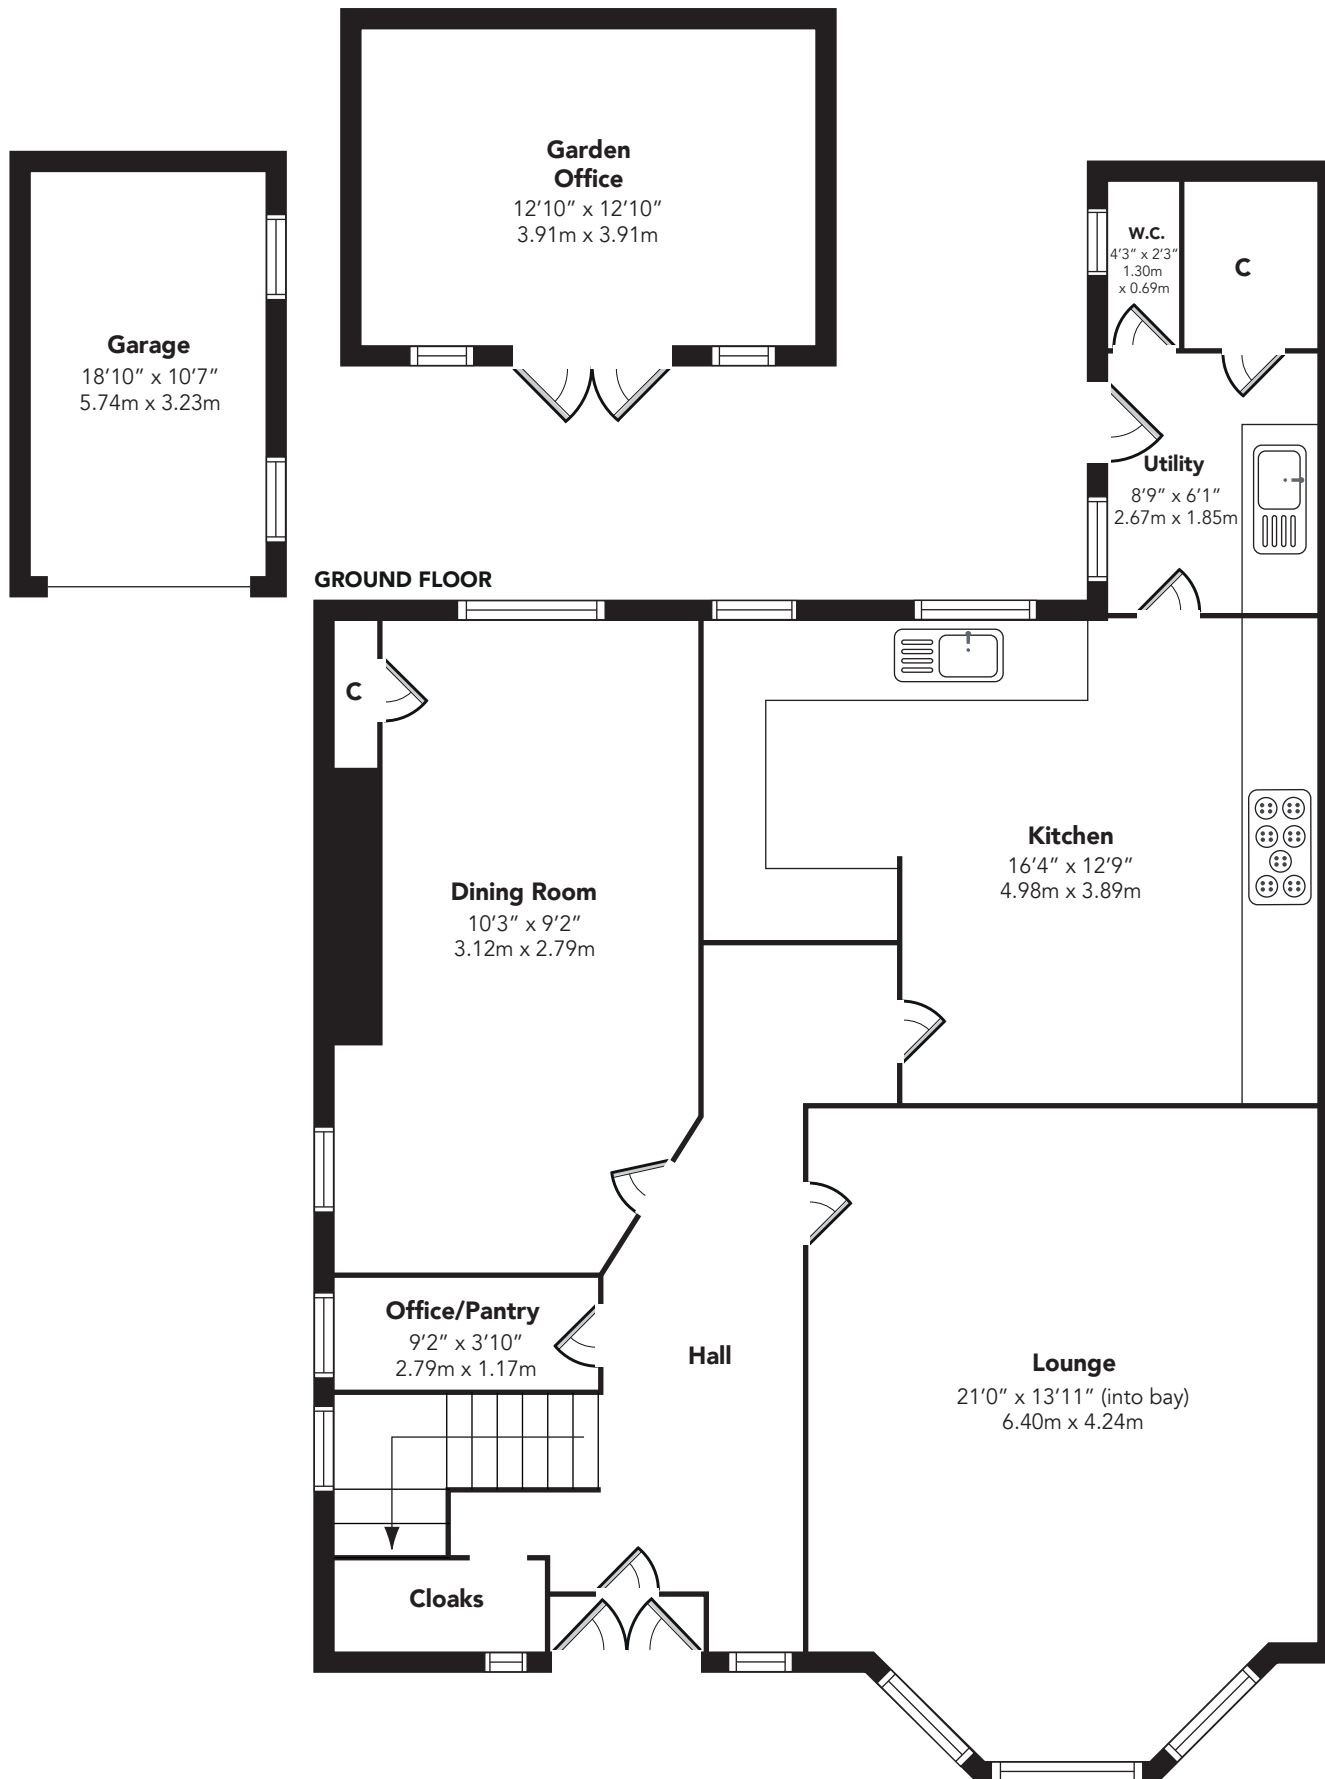 Garden
Office
12’10” x 12’10”
3.91m x 3.91m
Garage
18’10” x 10’7”
5.74m x 3.23m
W.C.
4’3” x 2’3”
1.30m
x 0.69m
C
Utility
8’9” x 6’1”
2.67m x 1.85m
GROUND FLOOR
C
Kitchen
16’4” x 12’9”
4.98m x 3.89m
Dining Room
10’3” x 9’2”
3.12m x 2.79m
Office/Pantry
9’2” x 3’10”
2.79m x 1.17m
Hall
Lounge
21’0” x 13’11” (into bay)
6.40m x 4.24m
Cloaks